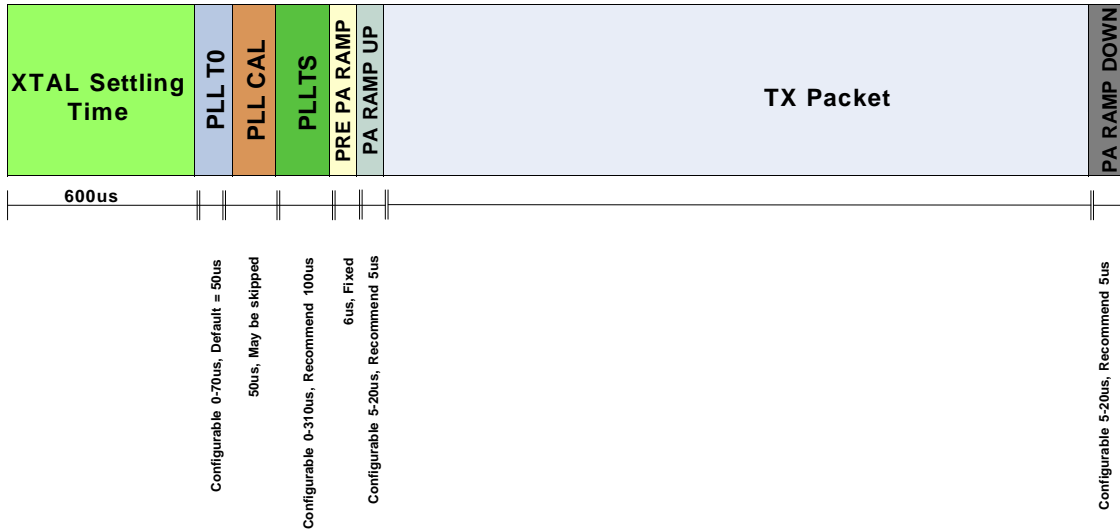 XTAL Settling
Time
PLL T0
PLL CAL
PLLTS
PRE PA RAMP
PA RAMP UP
TX Packet
PA RAMP DOWN
600us
Configurable 0-70us, Default = 50us
50us, May be skipped
Configurable 0-310us, Recommend 100us
6us, Fixed
Configurable 5-20us, Recommend 5us
Configurable 5-20us, Recommend 5us